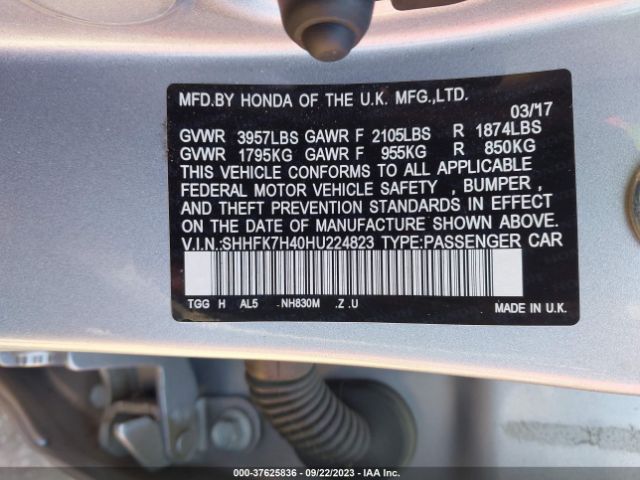 MFD.BY HONDA OF THE U.K. MFG.,LTD.
03/'17
GVWR 3957LBS GAWR F 2105LBS R 1874LBS
GVWR 1795KG GAWR F 955KG R 850KG
THIS VEHICLE CONFORMS TO ALL APPLICABLE
FEDERAL MOTOR VEHICLE SAFETY , BUMPER ,
AND THEFT PREVENTION STANDARDS IN EFFECT
ON THE DATE OF MANUFACTURE SHOWN ABOVE.
V.I.N.:SHHFK7H40HU224823 TYPE:PASSENGER CAR
TGG H AL5 NH830M .Z.U
MADE IN U.K.
000-37625836 - 09/22/2023 - IAA Inc.